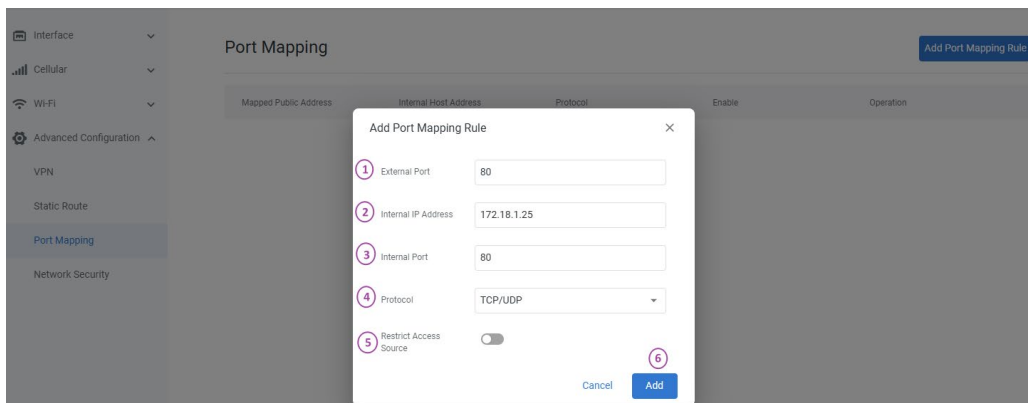 Interface
Cellular
Wi-Fi
Advanced Configuration
VPN
Static Route
Port Mapping
Network Security
Port Mapping
Add Port Mapping Rule
Mapped Public Address Internal Host Address Protocol Enable Operation
Add Port Mapping Rule
1 External Port 80
2 Internal IP Address 172.18.1.25
3 Internal Port 80
4 Protocol TCP/UDP
5 Restrict Access
Source
6
Cancel Add